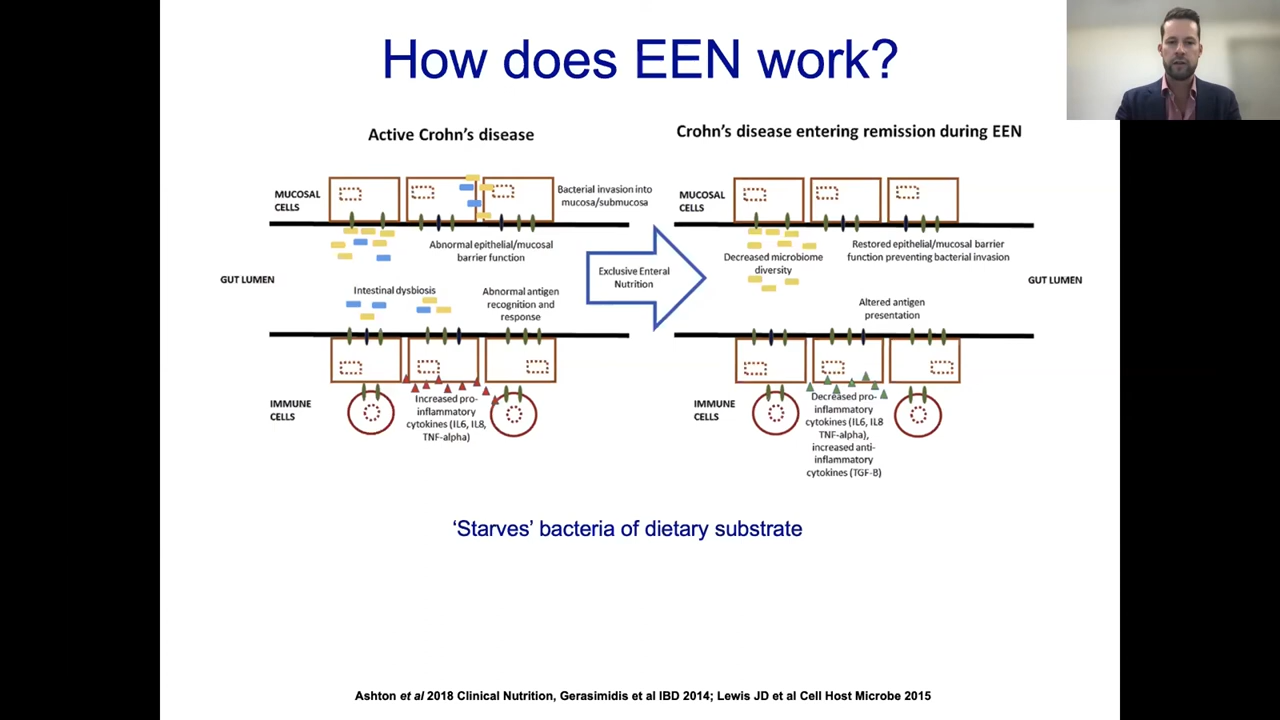 How does EEN work?
Active Crohn's disease
MUCOSAL
CELLS
Bacterial invasion into
mucosa/submucosa
Abnormal epithelial/mucosal
barrier function
GUT LUMEN
Intestinal dysbiosis
Abnormal antigen
recognition and
response
IMMUNE
CELLS
Increased pro-
inflammatory
cytokines (IL6, IL8,
TNF-alpha)
Exclusive Enteral
Nutrition
Crohn's disease entering remission during EEN
MUCOSAL
CELLS
Decreased microbiome
diversity
Restored epithelial/mucosal barrier
function preventing bacterial invasion
GUT LUMEN
Altered antigen
presentation
IMMUNE
CELLS
Decreased pro-
inflammatory
cytokines (IL6, IL8
TNF-alpha),
increased anti-
inflammatory
cytokines (TGF-B)
‘Starves’ bacteria of dietary substrate
Ashton et al 2018 Clinical Nutrition, Gerasimidis et al IBD 2014; Lewis JD et al Cell Host Microbe 2015